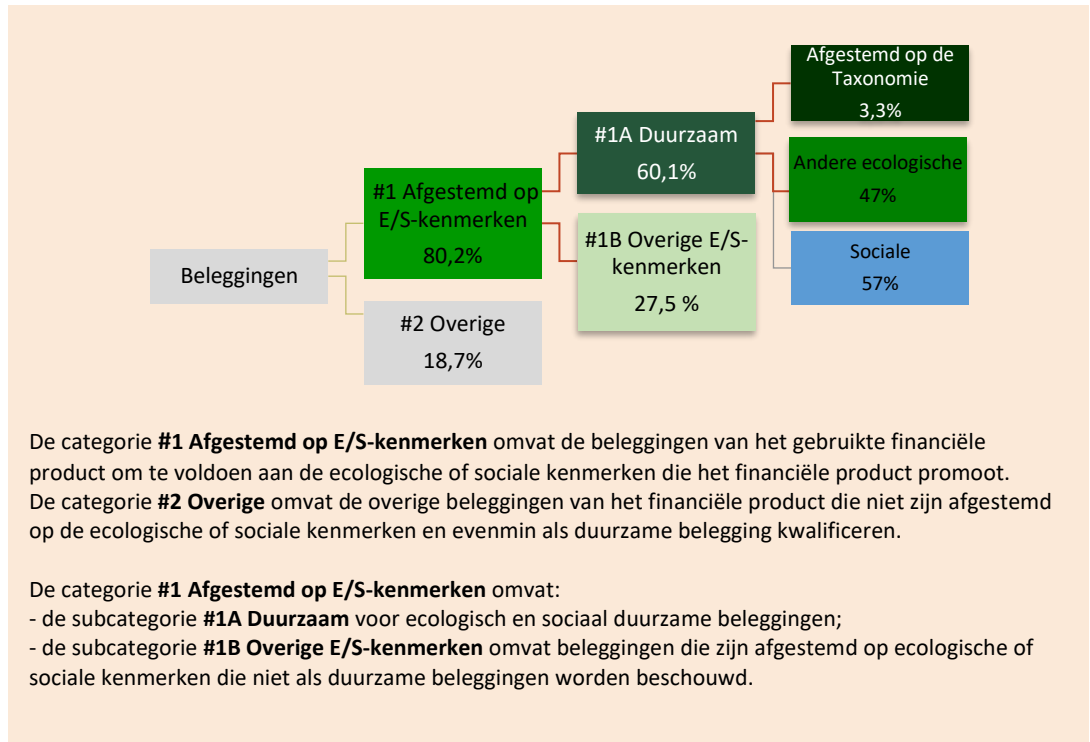 Afgestemd op de
Taxonomie
3,3%
#1A Duurzaam
60,1%
Andere ecologische
47%
#1 Afgestemd op
E/S-kenmerken
80,2%
#1B Overige E/S-
kenmerken
27,5 %
Sociale
57%
Beleggingen
#2 Overige
18,7%
De categorie #1 Afgestemd op E/S-kenmerken omvat de beleggingen van het gebruikte financiële
product om te voldoen aan de ecologische of sociale kenmerken die het financiële product promoot.
De categorie #2 Overige omvat de overige beleggingen van het financiële product die niet zijn afgestemd
op de ecologische of sociale kenmerken en evenmin als duurzame belegging kwalificeren.
De categorie #1 Afgestemd op E/S-kenmerken omvat:
- de subcategorie #1A Duurzaam voor ecologisch en sociaal duurzame beleggingen;
- de subcategorie #1B Overige E/S-kenmerken omvat beleggingen die zijn afgestemd op ecologische of
sociale kenmerken die niet als duurzame beleggingen worden beschouwd.